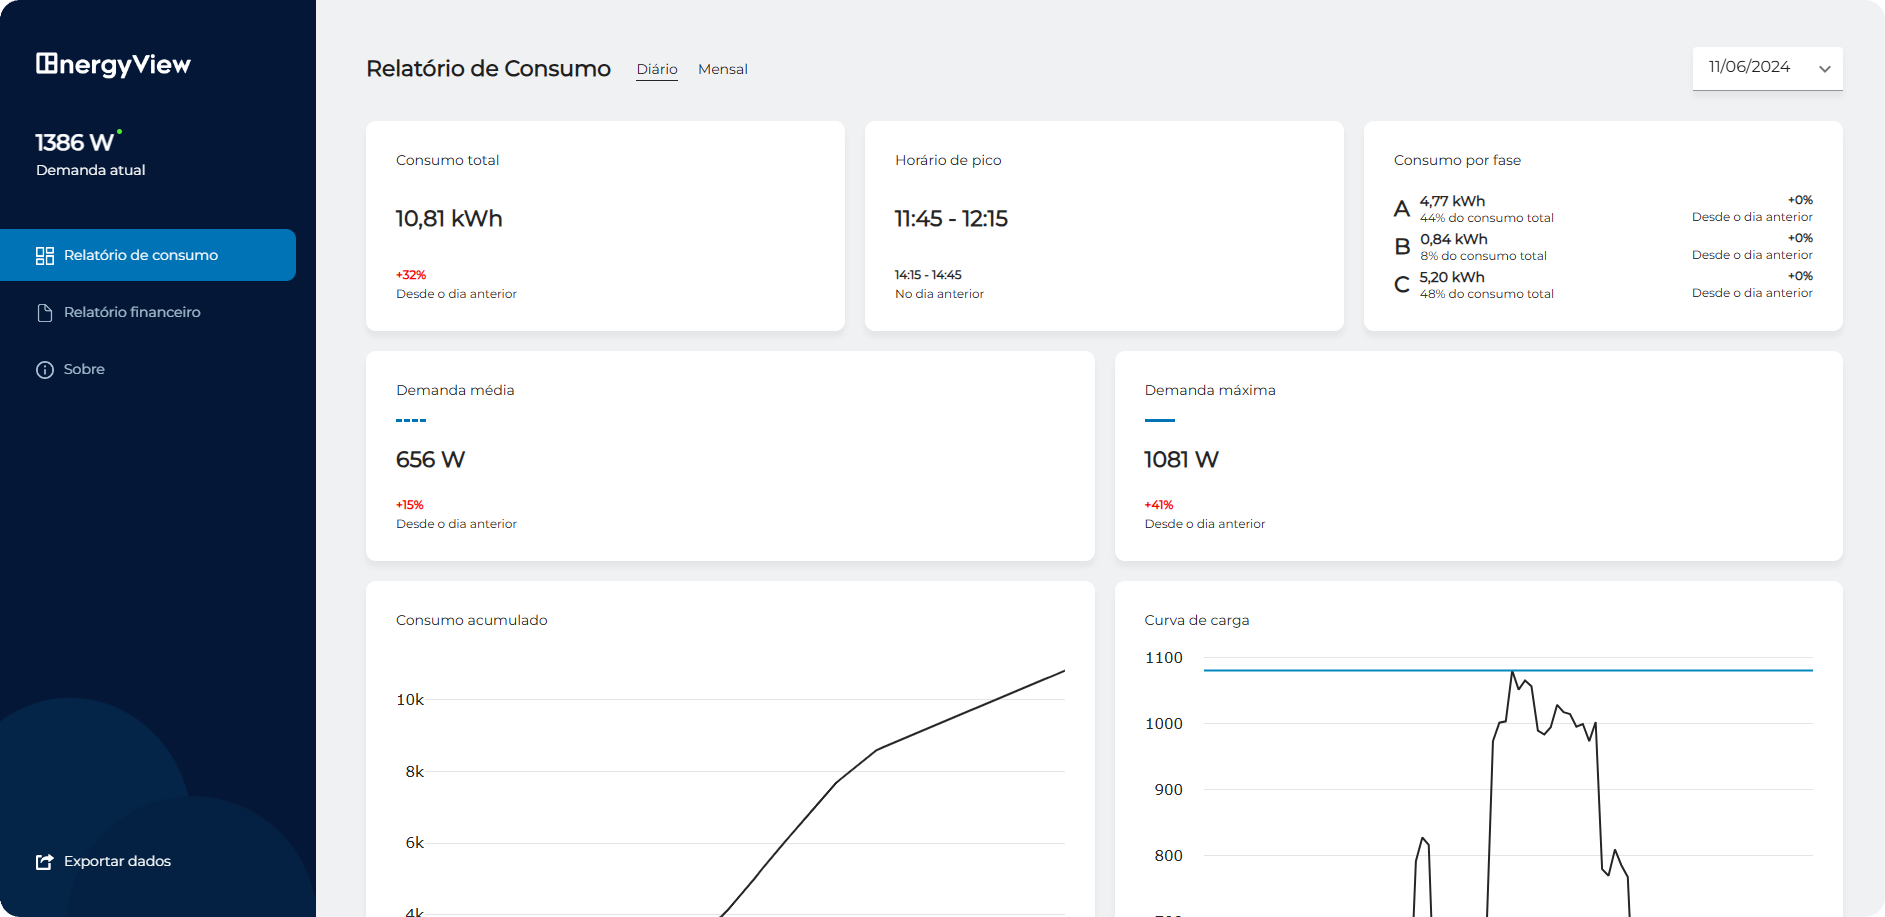 EnergyView
1386 W
Demanda atual
Relatório de consumo
Relatório financeiro
Sobre
Exportar dados
Relatório de Consumo
Diário
Mensal
11/06/2024
Consumo total
10,81 kWh
+32%
Desde o dia anterior
Horário de pico
11:45 - 12:15
14:15 - 14:45
No dia anterior
Consumo por fase
A
4,77 kWh
44% do consumo total
+0%
Desde o dia anterior
B
0,84 kWh
8% do consumo total
+0%
Desde o dia anterior
C
5,20 kWh
48% do consumo total
+0%
Desde o dia anterior
Demanda média
656 W
+15%
Desde o dia anterior
Demanda máxima
1081 W
+41%
Desde o dia anterior
Consumo acumulado
10k
8k
6k
4k
Curva de carga
1100
1000
900
800